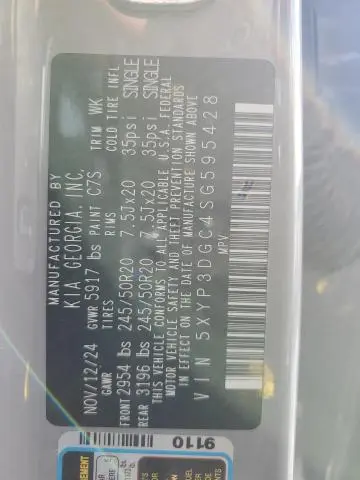 MANUFACTURED BY
KIA GEORGIA, INC.
NOV/12/24 GVWR 5917 lbs PAINT C7S TRIM WK
GAWR TIRES RIMS COLD TIRE INFL
FRONT 2954 lbs 245/50R20 7.5Jx20 35psi SINGLE
REAR 3196 lbs 245/50R20 7.5Jx20 35psi SINGLE
THIS VEHICLE CONFORMS TO ALL APPLICABLE U.S.A. FEDERAL
MOTOR VEHICLE SAFETY AND THEFT PREVENTION STANDARDS
IN EFFECT ON THE DATE OF MANUFACTURE SHOWN ABOVE
VIN 5XYP3DGC4SG595428
MPV
9110